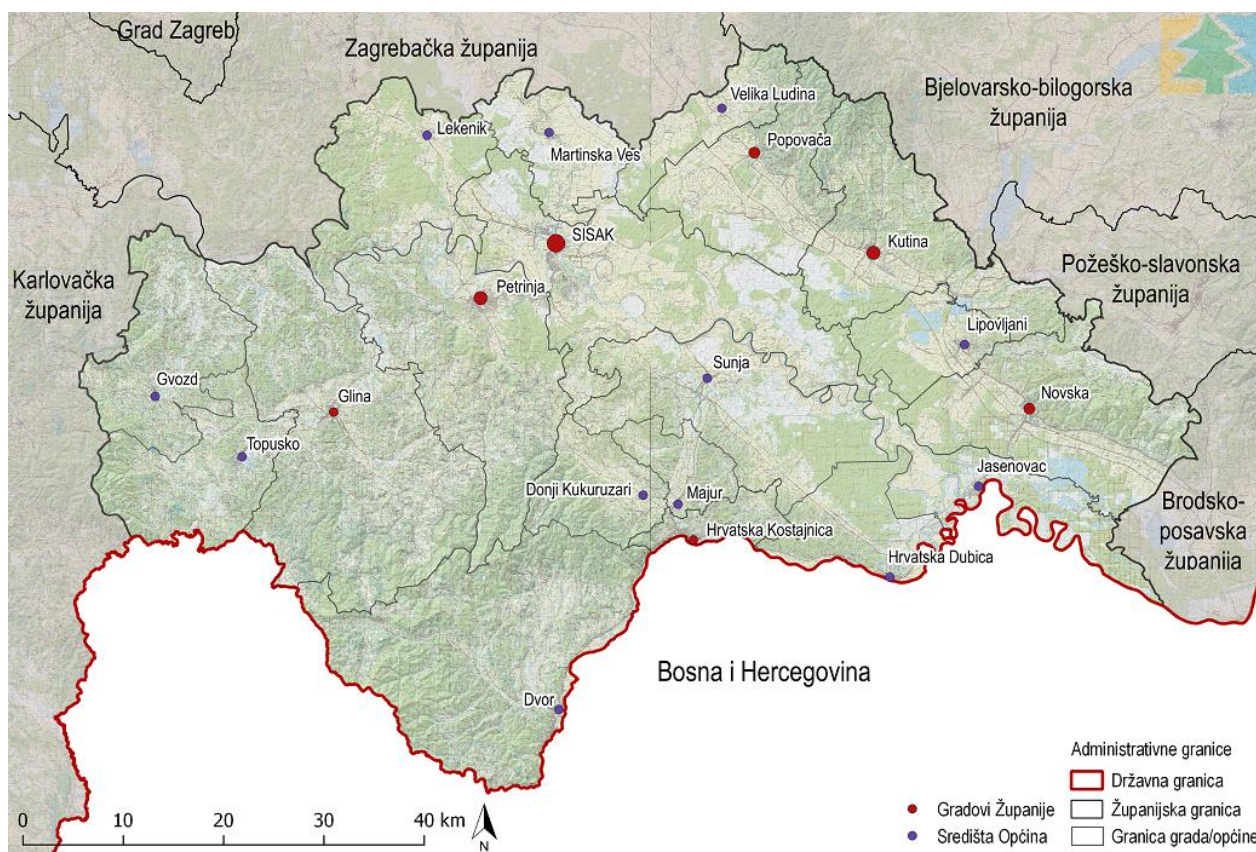 Grad Zagreb
Zagrebačka županija
Bjelovarsko-bilogorska
županija
Velika Ludina
Popovača
Lekenik
Martinska Ves
SISAK
Kutina
Petrinja
Karlovačka
županija
Požeško-slavonska
županija
Lipovljani
Gvozd
Glina
Sunja
Novska
Topusko
Donji Kukuruzari
Majur
Jasenovac
Hrvatska Kostajnica
Hrvatska Dubica
Brodsko-
posavska
županija
Dvor
Bosna i Hercegovina
0 10 20 30 40 km
N
Administrativne granice
Državna granica
Gradovi Županije
Županijska granica
Središta Općina
Granica grada/općine